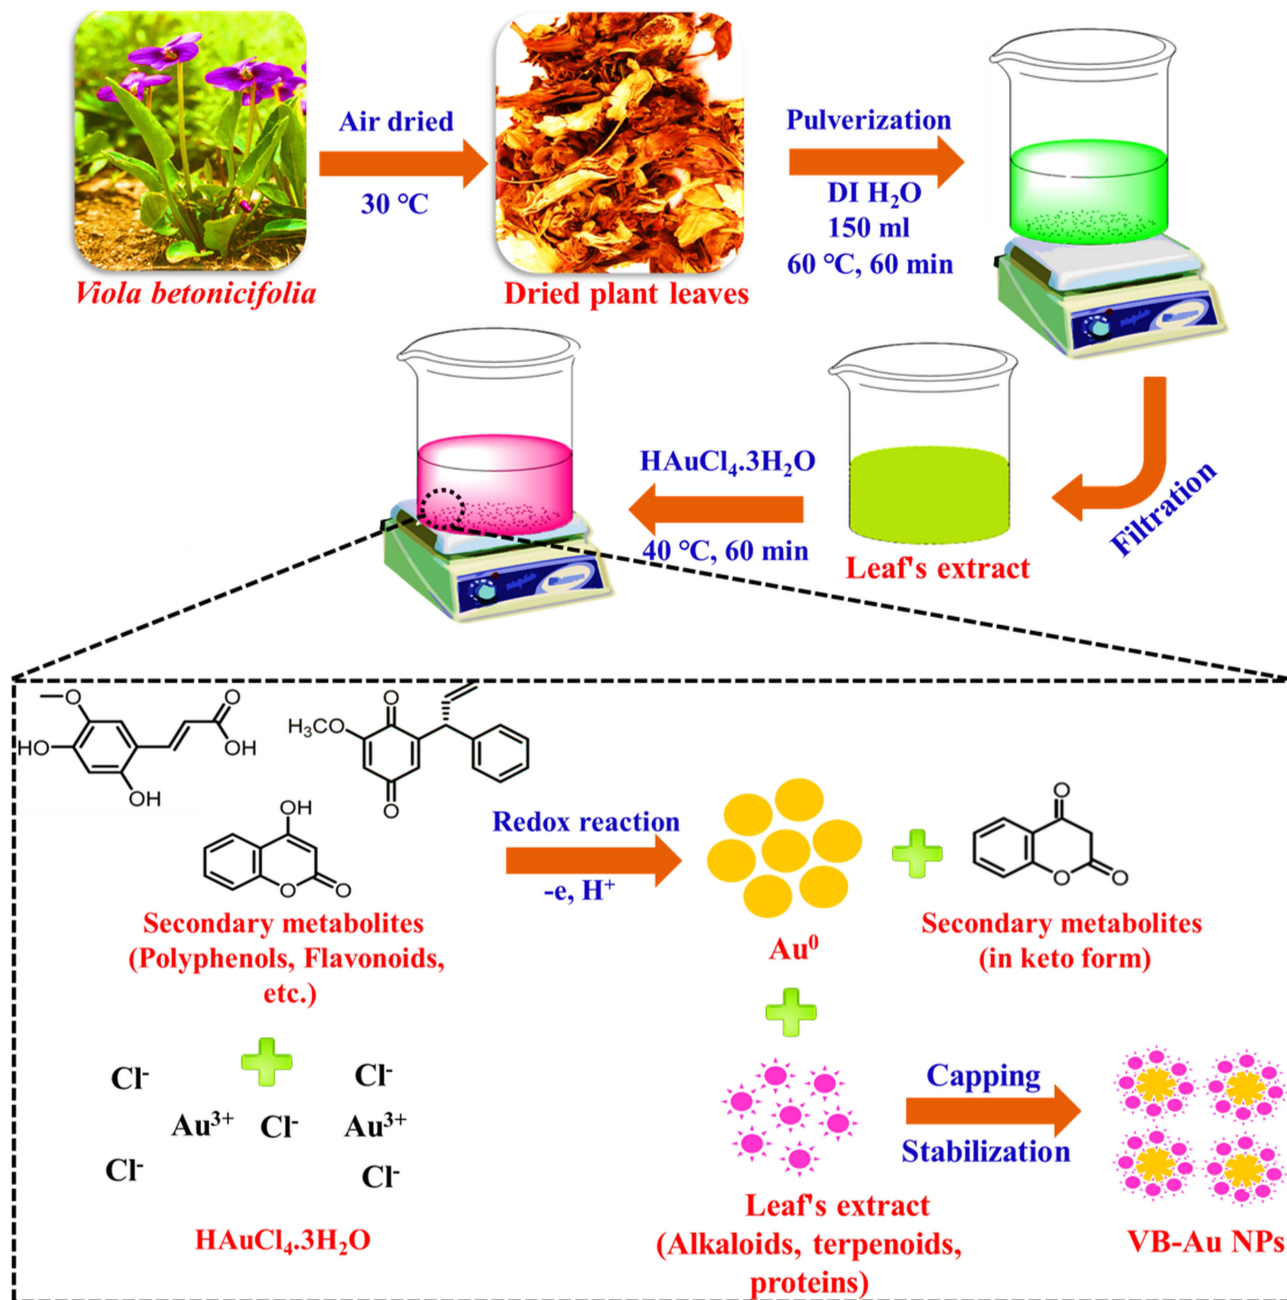 Air dried
30 °C
Viola betonicifolia
Dried plant leaves
Pulverization
DI H₂O
150 ml
60 °C, 60 min
Filtration
Leaf's extract
HAuCl₄.3H₂O
40 °C, 60 min
O
O
HO
OH
OH
O
H₃CO
O
OH
O
O
Secondary metabolites
(Polyphenols, Flavonoids,
etc.)
Redox reaction
-e, H⁺
Au⁰
O
O
O
Secondary metabolites
(in keto form)
Cl⁻
Cl⁻
Au³⁺
Cl⁻
Au³⁺
Cl⁻
Cl⁻
HAuCl₄.3H₂O
Leaf's extract
(Alkaloids, terpenoids,
proteins)
Capping
Stabilization
VB-Au NPs